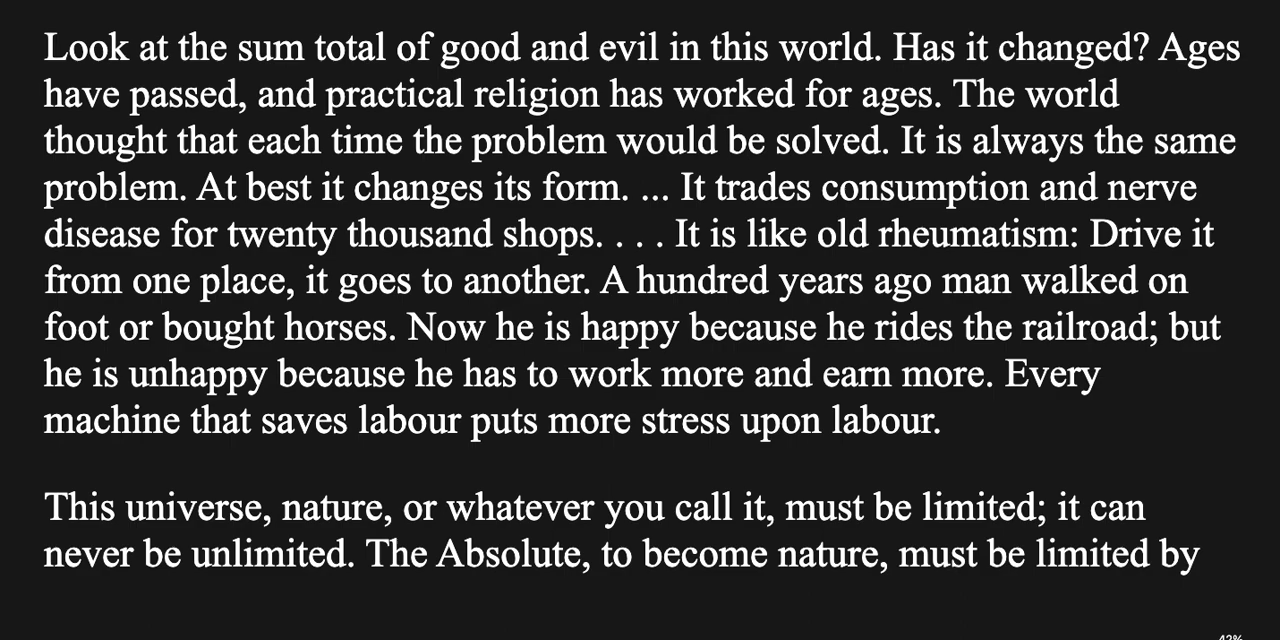 Look at the sum total of good and evil in this world. Has it changed? Ages
have passed, and practical religion has worked for ages. The world
thought that each time the problem would be solved. It is always the same
problem. At best it changes its form. ... It trades consumption and nerve
disease for twenty thousand shops. . . . It is like old rheumatism: Drive it
from one place, it goes to another. A hundred years ago man walked on
foot or bought horses. Now he is happy because he rides the railroad; but
he is unhappy because he has to work more and earn more. Every
machine that saves labour puts more stress upon labour.
This universe, nature, or whatever you call it, must be limited; it can
never be unlimited. The Absolute, to become nature, must be limited by
42%